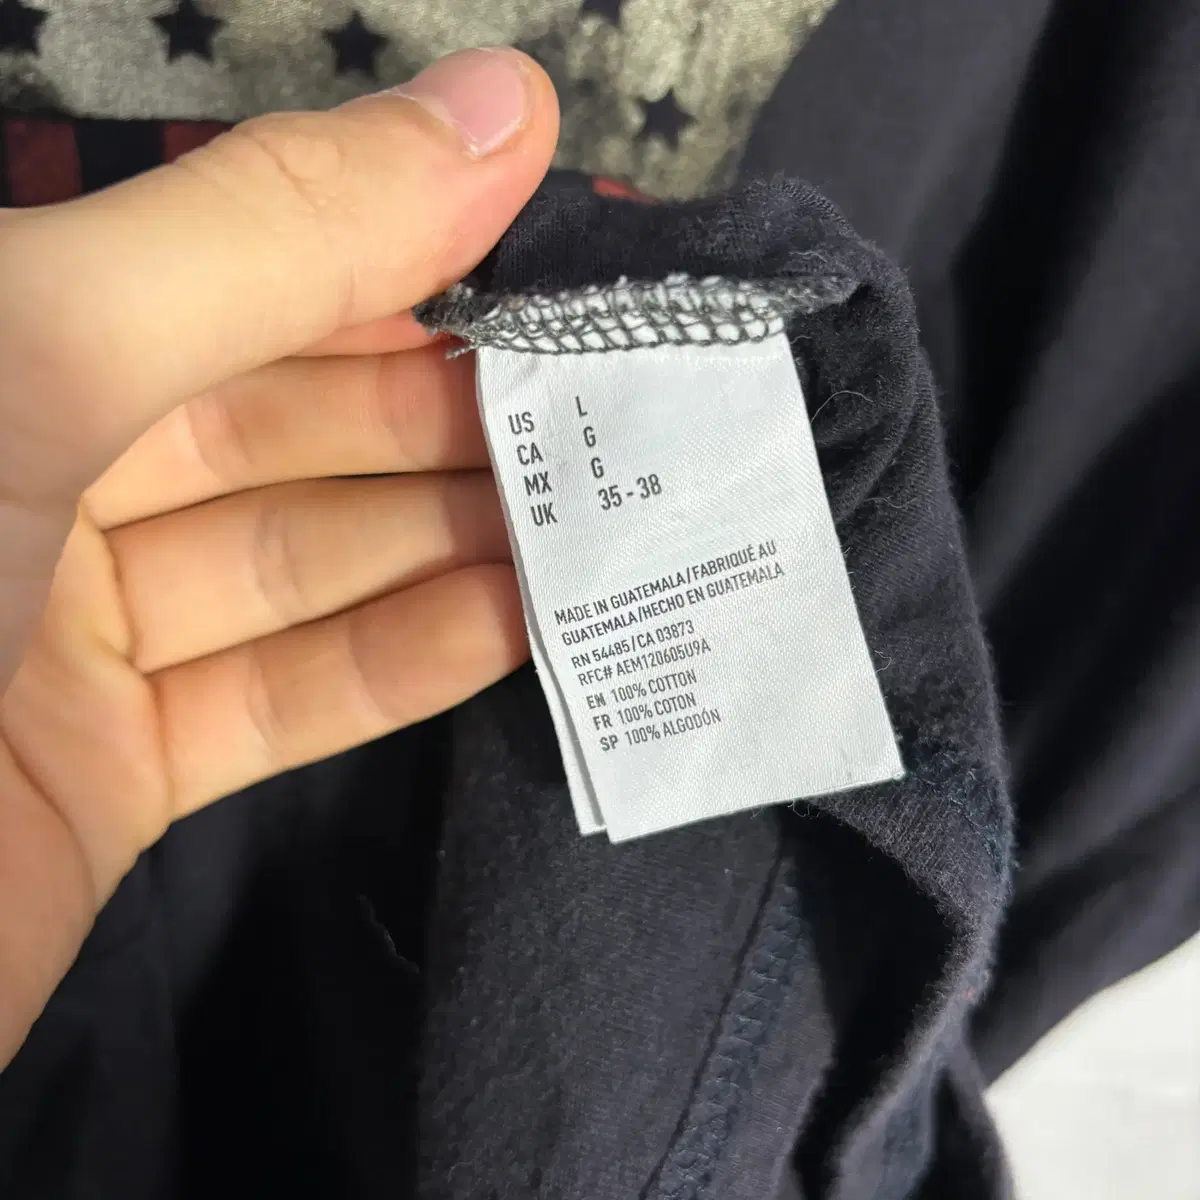 US L
CA G
MX G
UK 35 - 38
MADE IN GUATEMALA/FABRIQUÉ AU
GUATEMALA/HECHO EN GUATEMALA
RN 54485/CA 03873
RFC# AEM120605U9A
EN 100% COTTON
FR 100% COTON
SP 100% ALGODÓN